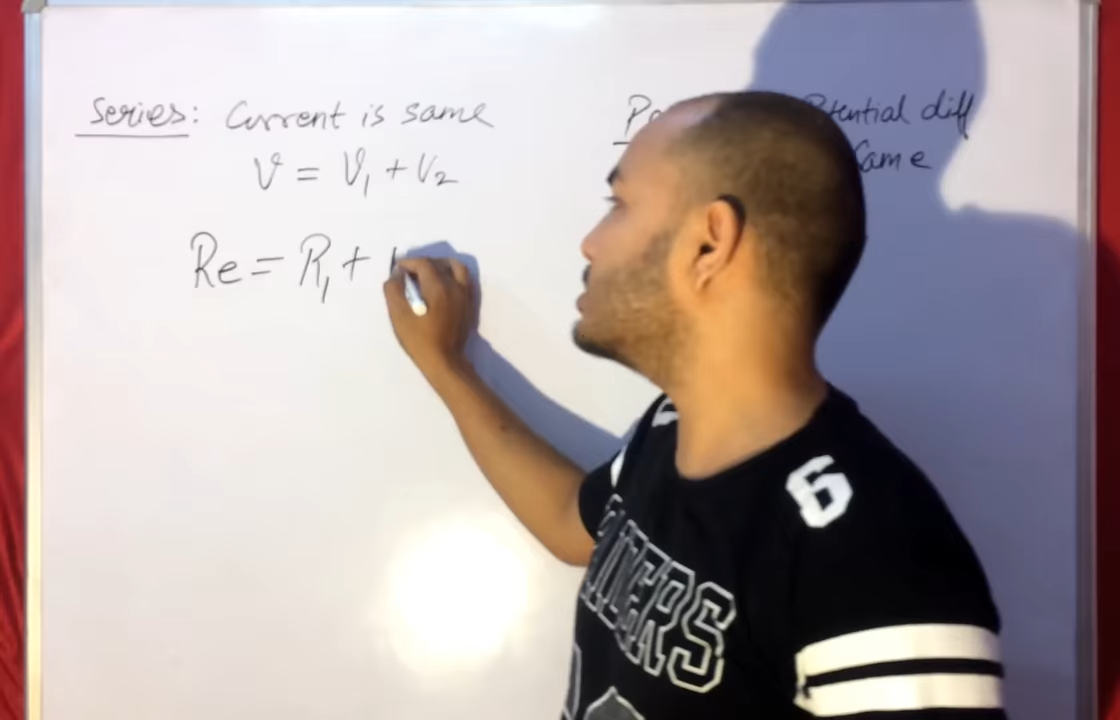 Series: Current is same
V = V₁ + V₂
Re = R₁ +
Potential diff
Same
6